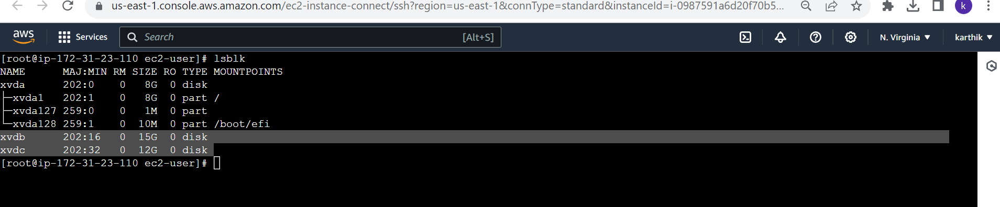 us-east-1.console.aws.amazon.com/ec2-instance-connect/ssh?region=us-east-1&connType=standard&instanceId=i-0987591a6d20f70b5...
k
aws Services Search [Alt+S] N. Virginia ▼ karthik ▼
[root@ip-172-31-23-110 ec2-user]# lsblk
NAME      MAJ:MIN RM SIZE RO TYPE MOUNTPOINTS
xvda      202:0    0   8G  0 disk
├─xvda1   202:1    0   8G  0 part /
├─xvda127 259:0    0   1M  0 part
└─xvda128 259:1    0  10M  0 part /boot/efi
xvdb      202:16   0  15G  0 disk
xvdc      202:32   0  12G  0 disk
[root@ip-172-31-23-110 ec2-user]#